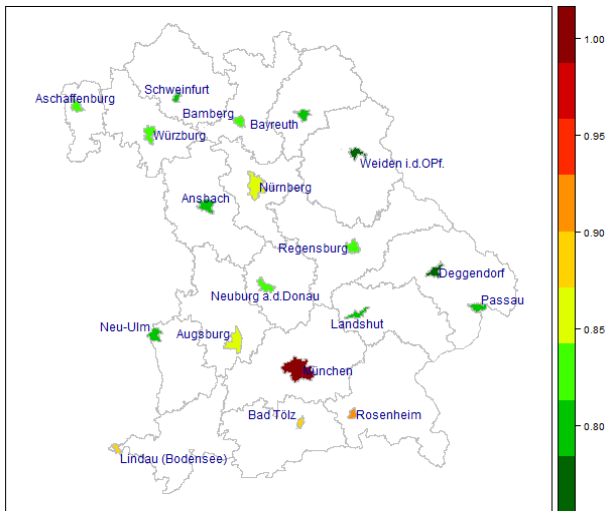 1.00
Schweinfurt
Aschaffenburg
Bamberg
Bayreuth
Würzburg
0.95
Weiden i.d.OPf.
Nürnberg
Ansbach
0.90
Regensburg
Deggendorf
Neuburg a.d.Donau
Passau
Landshut
Neu-Ulm
Augsburg
0.85
München
Bad Tölz
Rosenheim
0.80
Lindau (Bodensee)